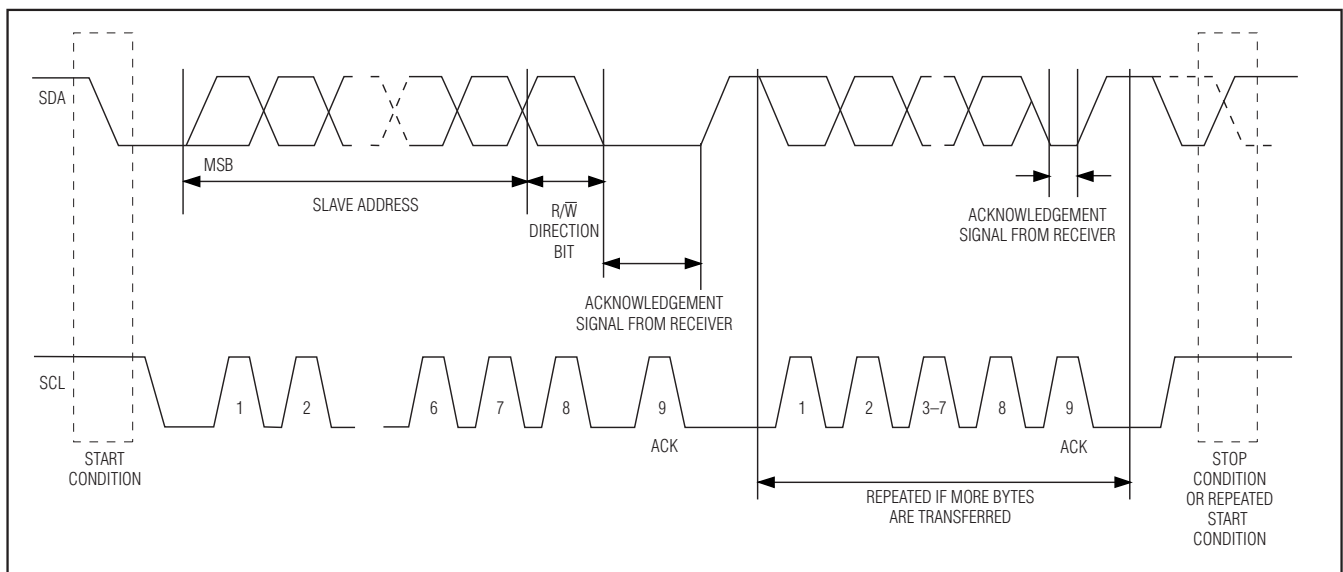 SDA
MSB
SLAVE ADDRESS
R/W̅
DIRECTION
BIT
ACKNOWLEDGEMENT
SIGNAL FROM RECEIVER
ACKNOWLEDGEMENT
SIGNAL FROM RECEIVER
SCL
1 2 6 7 8 9 1 2 3–7 8 9
ACK ACK
START
CONDITION
REPEATED IF MORE BYTES
ARE TRANSFERRED
STOP
CONDITION
OR REPEATED
START
CONDITION